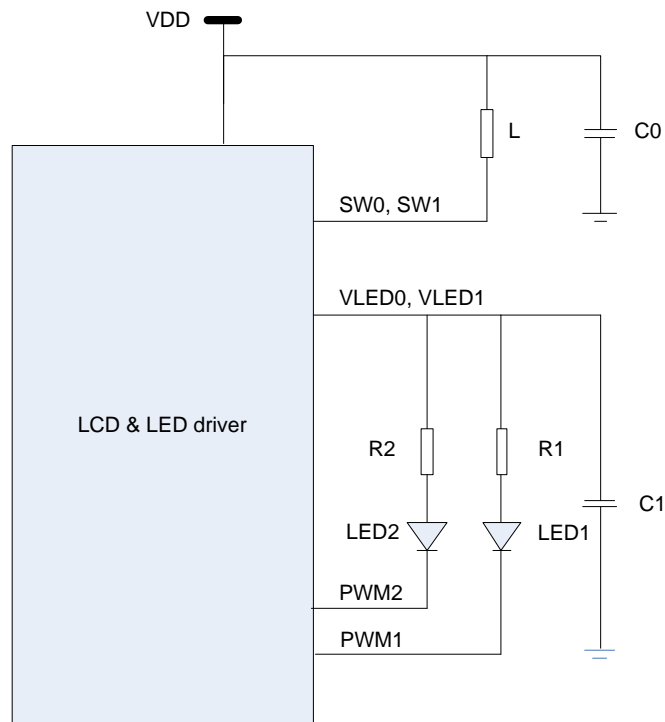 VDD
L
C0
SW0, SW1
VLED0, VLED1
LCD & LED driver
R2
R1
C1
LED2
LED1
PWM2
PWM1